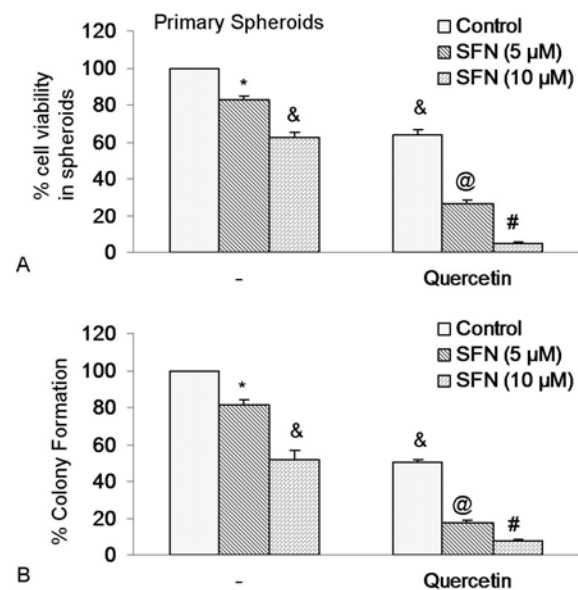 Primary Spheroids
Control
SFN (5 µM)
SFN (10 µM)
% cell viability
in spheroids
120
100
80
60
40
20
0
*
&
&
@
#
A
-
Quercetin
Control
SFN (5 µM)
SFN (10 µM)
% Colony Formation
120
100
80
60
40
20
0
*
&
&
@
#
B
-
Quercetin